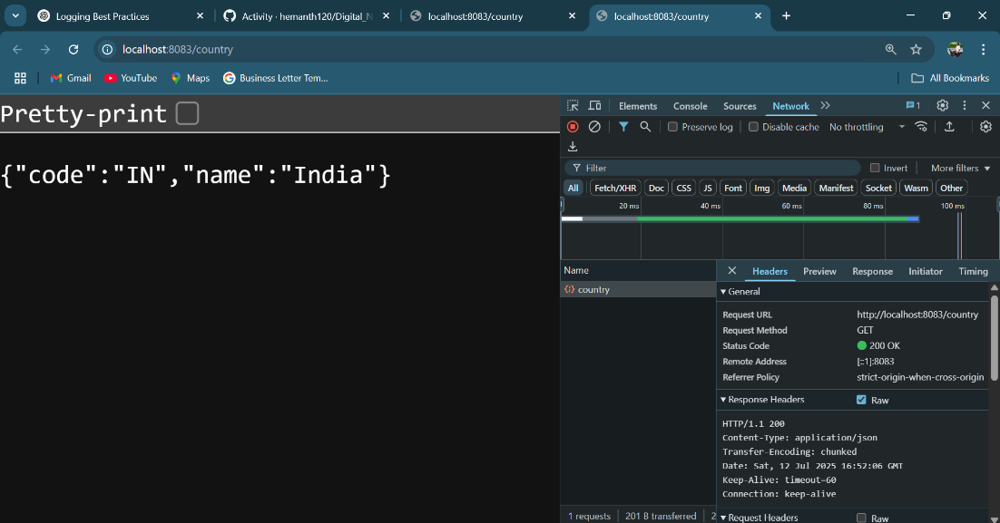 Logging Best Practices
Activity · hemanth120/Digital_N
localhost:8083/country
localhost:8083/country
localhost:8083/country
Gmail
YouTube
Maps
Business Letter Tem...
All Bookmarks
Pretty-print
{"code":"IN","name":"India"}
Elements Console Sources Network 1
Preserve log Disable cache No throttling
Filter Invert More filters
All Fetch/XHR Doc CSS JS Font Img Media Manifest Socket Wasm Other
20 ms 40 ms 60 ms 80 ms 100 ms
Name
country
1 requests 201 B transferred 2
Headers Preview Response Initiator Timing
General
Request URL http://localhost:8083/country
Request Method GET
Status Code 200 OK
Remote Address [::1]:8083
Referrer Policy strict-origin-when-cross-origin
Response Headers Raw
HTTP/1.1 200
Content-Type: application/json
Transfer-Encoding: chunked
Date: Sat, 12 Jul 2025 16:52:06 GMT
Keep-Alive: timeout=60
Connection: keep-alive
Request Headers Raw